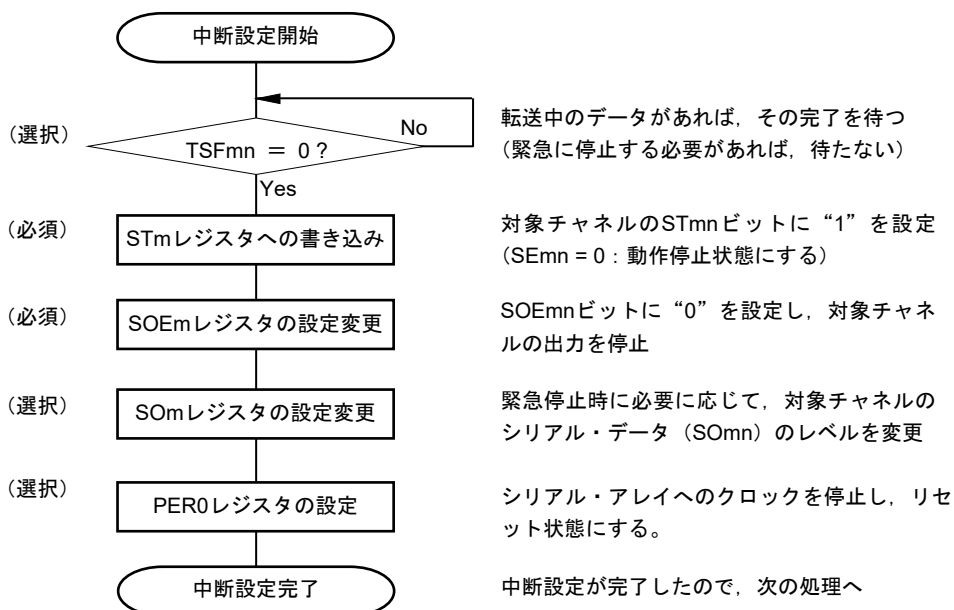 中断設定開始
(選択)
TSFmn = 0?
No
転送中のデータがあれば，その完了を待つ
(緊急に停止する必要があれば，待たない)
Yes
(必須)
STmレジスタへの書き込み
対象チャネルのSTmnビットに“1”を設定
(SEmn = 0：動作停止状態にする)
(必須)
SOEmレジスタの設定変更
SOEmnビットに“0”を設定し，対象チャネ
ルの出力を停止
(選択)
SOmレジスタの設定変更
緊急停止時に必要に応じて，対象チャネルの
シリアル・データ（SOmn）のレベルを変更
(選択)
PER0レジスタの設定
シリアル・アレイへのクロックを停止し，リセ
ット状態にする。
中断設定完了
中断設定が完了したので，次の処理へ